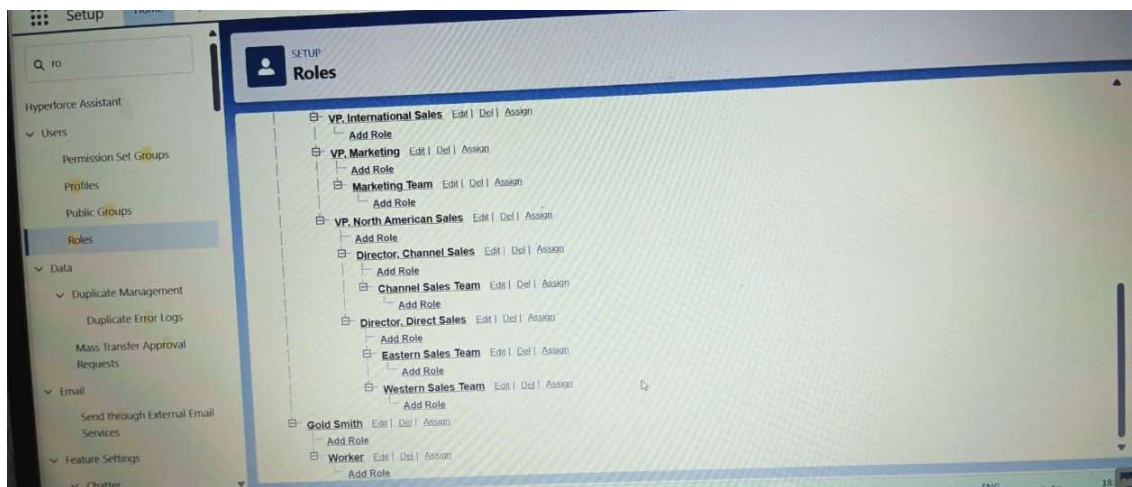 Setup
ro
Hyperforce Assistant
Users
Permission Set Groups
Profiles
Public Groups
Roles
Data
Duplicate Management
Duplicate Error Logs
Mass Transfer Approval
Requests
Email
Send through External Email
Services
Feature Settings
Chatter
SETUP
Roles
VP, International Sales Edit | Del | Assign
Add Role
VP, Marketing Edit | Del | Assign
Add Role
Marketing Team Edit | Del | Assign
Add Role
VP, North American Sales Edit | Del | Assign
Add Role
Director, Channel Sales Edit | Del | Assign
Add Role
Channel Sales Team Edit | Del | Assign
Add Role
Director, Direct Sales Edit | Del | Assign
Add Role
Eastern Sales Team Edit | Del | Assign
Add Role
Western Sales Team Edit | Del | Assign
Add Role
Gold Smith Edit | Del | Assign
Add Role
Worker Edit | Del | Assign
Add Role
ENG